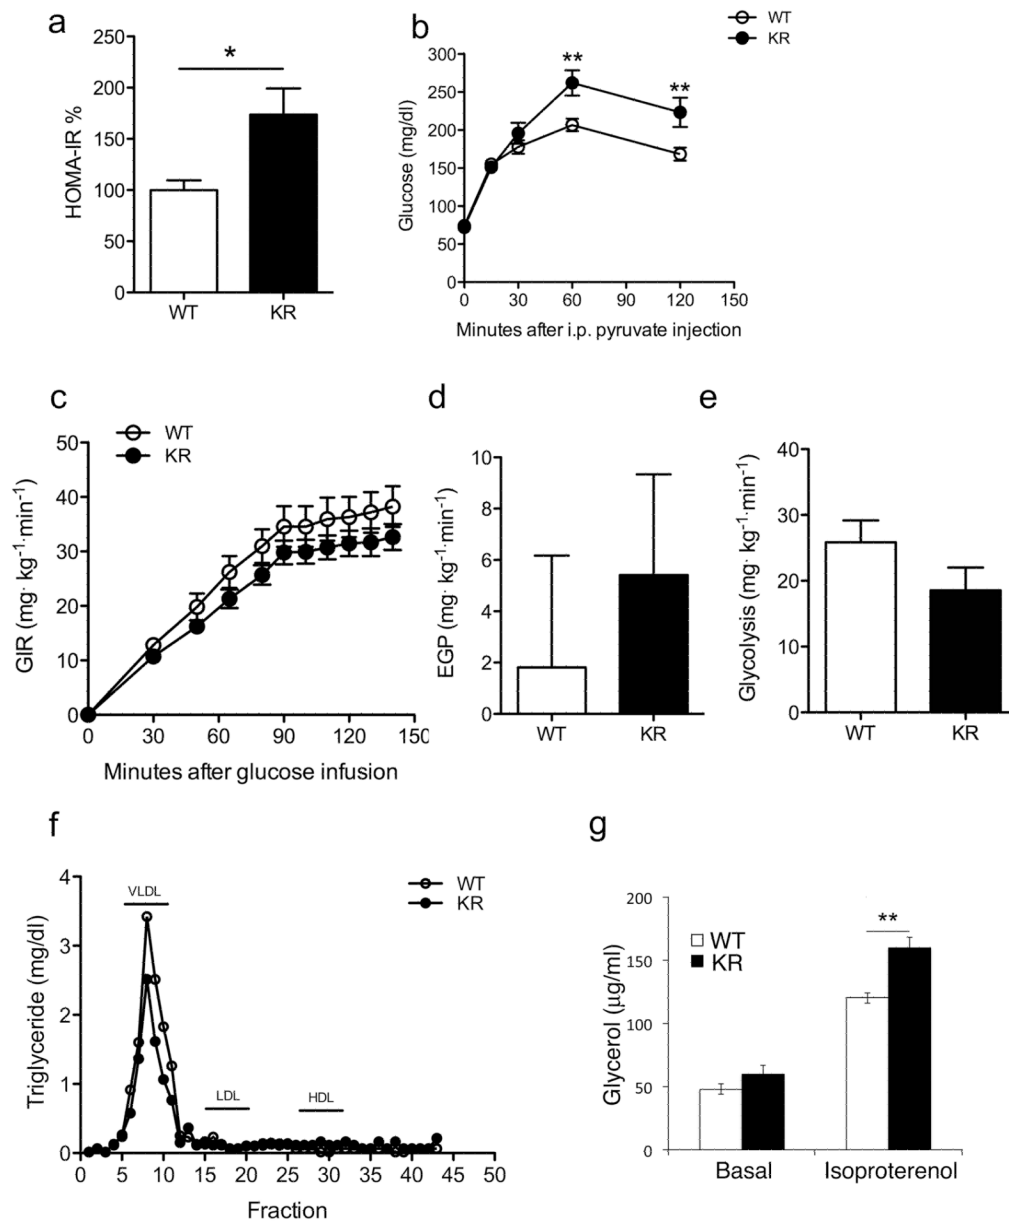 a
250
200
150
100
50
0
HOMA-IR %
*
WT
KR
b
WT
KR
300
250
200
150
100
50
0
Glucose (mg/dl)
**
**
0 30 60 90 120 150
Minutes after i.p. pyruvate injection
c
WT
KR
50
40
30
20
10
0
GIR (mg· kg⁻¹·min⁻¹)
0 30 60 90 120 150
Minutes after glucose infusion
d
10
8
6
4
2
0
EGP (mg· kg⁻¹·min⁻¹)
WT
KR
e
40
30
20
10
0
Glycolysis (mg· kg⁻¹·min⁻¹)
WT
KR
f
WT
KR
4
3
2
1
0
Triglyceride (mg/dl)
VLDL
LDL
HDL
0 5 10 15 20 25 30 35 40 45 50
Fraction
g
200
150
100
50
0
Glycerol (µg/ml)
WT
KR
**
Basal
Isoproterenol